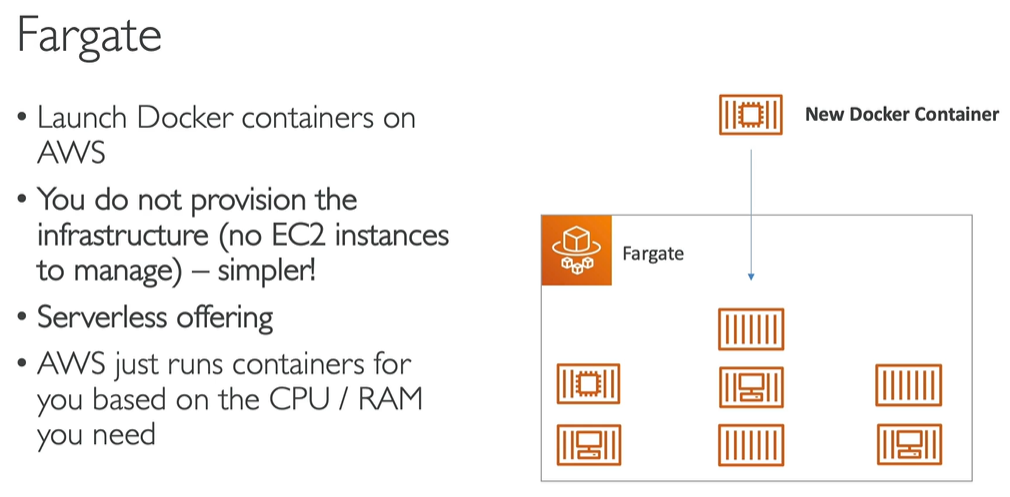 Fargate
• Launch Docker containers on
AWS
• You do not provision the
infrastructure (no EC2 instances
to manage) – simpler!
• Serverless offering
• AWS just runs containers for
you based on the CPU / RAM
you need
New Docker Container
Fargate